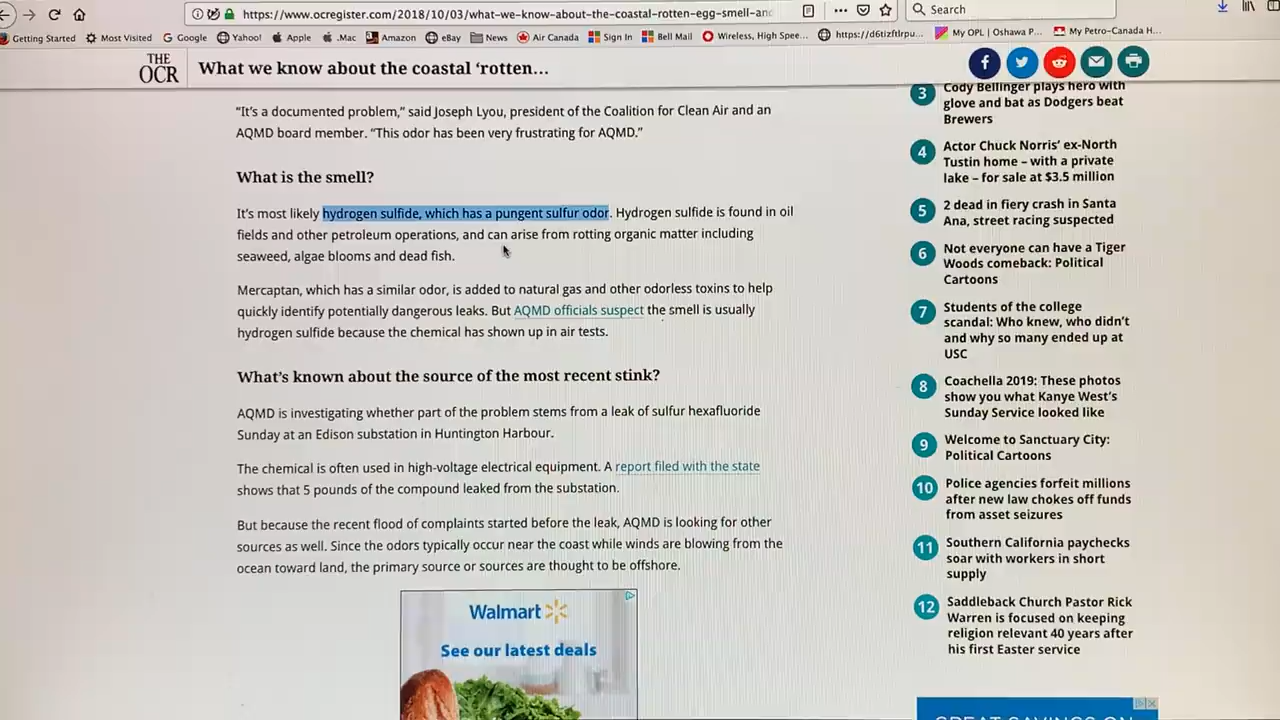 https://www.ocregister.com/2018/10/03/what-we-know-about-the-coastal-rotten-egg-smell-and
Search
Getting Started Most Visited Google Yahoo! Apple .Mac Amazon eBay News Air Canada Sign In Bell Mail Wireless, High Spee... https://d6tizftlrpu... My OPL | Oshawa P... My Petro-Canada H...
THE
OCR
What we know about the coastal ‘rotten...
“It’s a documented problem,” said Joseph Lyou, president of the Coalition for Clean Air and an
AQMD board member. “This odor has been very frustrating for AQMD.”
What is the smell?
It’s most likely hydrogen sulfide, which has a pungent sulfur odor. Hydrogen sulfide is found in oil
fields and other petroleum operations, and can arise from rotting organic matter including
seaweed, algae blooms and dead fish.
Mercaptan, which has a similar odor, is added to natural gas and other odorless toxins to help
quickly identify potentially dangerous leaks. But AQMD officials suspect the smell is usually
hydrogen sulfide because the chemical has shown up in air tests.
What’s known about the source of the most recent stink?
AQMD is investigating whether part of the problem stems from a leak of sulfur hexafluoride
Sunday at an Edison substation in Huntington Harbour.
The chemical is often used in high-voltage electrical equipment. A report filed with the state
shows that 5 pounds of the compound leaked from the substation.
But because the recent flood of complaints started before the leak, AQMD is looking for other
sources as well. Since the odors typically occur near the coast while winds are blowing from the
ocean toward land, the primary source or sources are thought to be offshore.
Walmart
See our latest deals
3 Cody Bellinger plays hero with
glove and bat as Dodgers beat
Brewers
4 Actor Chuck Norris’ ex-North
Tustin home – with a private
lake – for sale at $3.5 million
5 2 dead in fiery crash in Santa
Ana, street racing suspected
6 Not everyone can have a Tiger
Woods comeback: Political
Cartoons
7 Students of the college
scandal: Who knew, who didn’t
and why so many ended up at
USC
8 Coachella 2019: These photos
show you what Kanye West’s
Sunday Service looked like
9 Welcome to Sanctuary City:
Political Cartoons
10 Police agencies forfeit millions
after new law chokes off funds
from asset seizures
11 Southern California paychecks
soar with workers in short
supply
12 Saddleback Church Pastor Rick
Warren is focused on keeping
religion relevant 40 years after
his first Easter service
GREAT SAVINGS ON